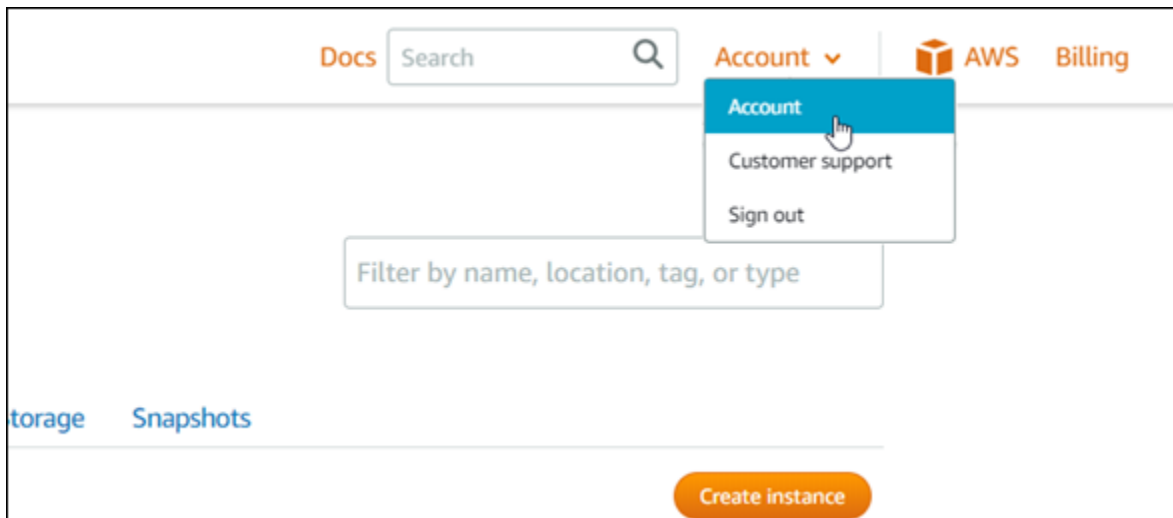 Docs Search Account AWS Billing
Account
Customer support
Sign out
Filter by name, location, tag, or type
torage Snapshots
Create instance